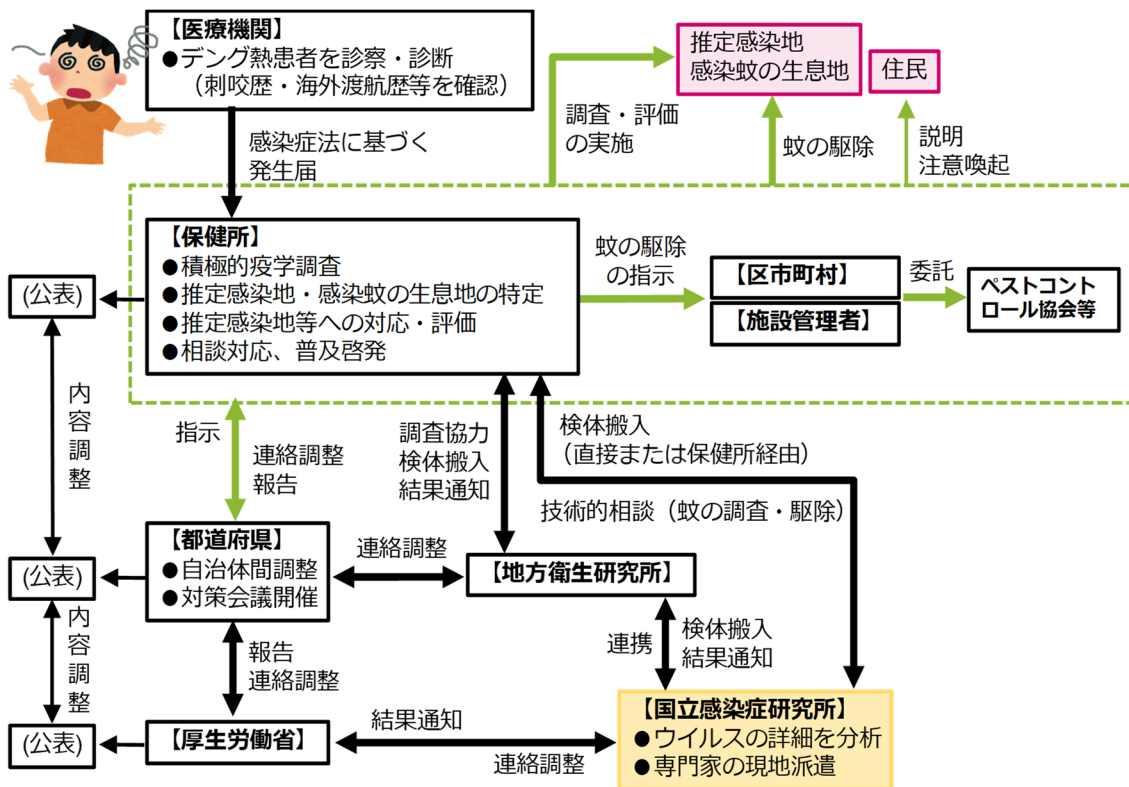 【医療機関】
●デング熱患者を診察・診断
（刺咬歴・海外渡航歴等を確認）
推定感染地
感染蚊の生息地
住民
調査・評価
の実施
蚊の駆除
説明
注意喚起
感染症法に基づく
発生届
【保健所】
●積極的疫学調査
●推定感染地・感染蚊の生息地の特定
●推定感染地等への対応・評価
●相談対応、普及啓発
蚊の駆除
の指示
【区市町村】
【施設管理者】
委託
ペストコント
ロール協会等
(公表)
内容調整
指示
連絡調整
報告
調査協力
検体搬入
結果通知
検体搬入
（直接または保健所経由）
技術的相談（蚊の調査・駆除）
【都道府県】
●自治体間調整
●対策会議開催
(公表)
連絡調整
【地方衛生研究所】
内容調整
報告
連絡調整
連携
検体搬入
結果通知
(公表)
【厚生労働省】
結果通知
連絡調整
【国立感染症研究所】
●ウイルスの詳細を分析
●専門家の現地派遣